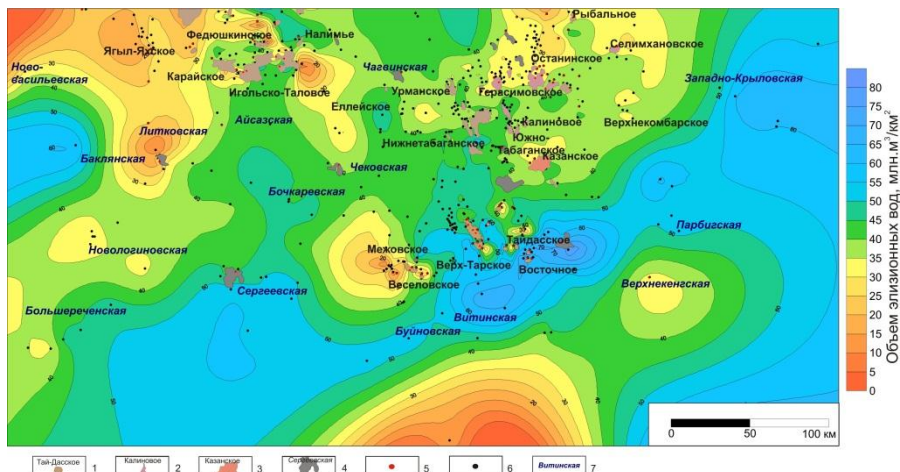 Рыбальное
Федюшкинское
Налимье
Селимхановское
Ягыл-Яхское
Останинское
Ново-
васильевская
Чагвинская
Западно-Крыловская
Карайское
Урманское
Герасимовское
Игольско-Таловое
Еллейское
Айсазская
Калиновое
Верхнекомбарское
Литковская
Нижнетабаганское
Южно-
Табаганское
Казанское
Баклянская
Чековская
Бочкаревская
Парбигская
Новологиновская
Межовское
Тайдасское
Верх-Тарское
Восточное
Веселовское
Сергеевская
Верхнекенгская
Большереченская
Витинская
Буйновская
80
75
70
65
60
55
50
45
40
35
30
25
20
15
10
5
0
Объем элизионных вод, млн.м³/км²
0 50 100 км
Тай-Дасское 1
Калиновое 2
Казанское 3
4
5
6
Витинская 7